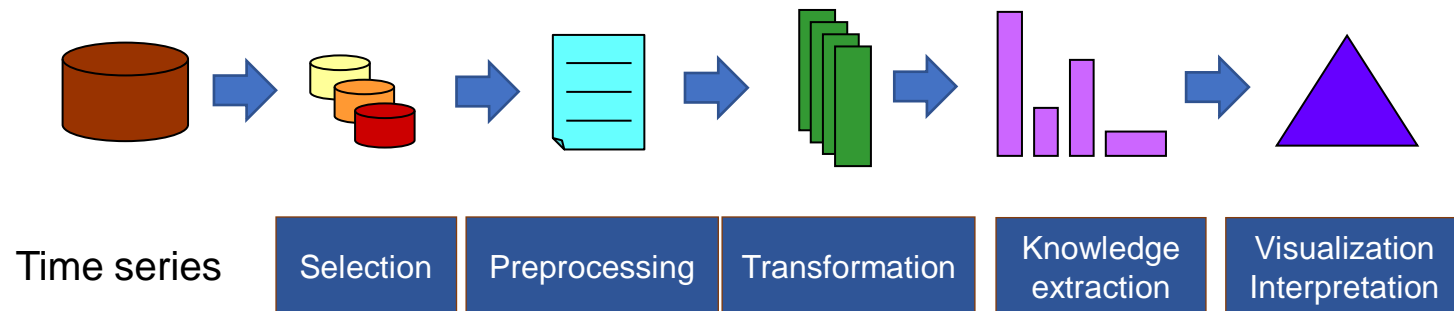 Time series
Selection
Preprocessing
Transformation
Knowledge
extraction
Visualization
Interpretation